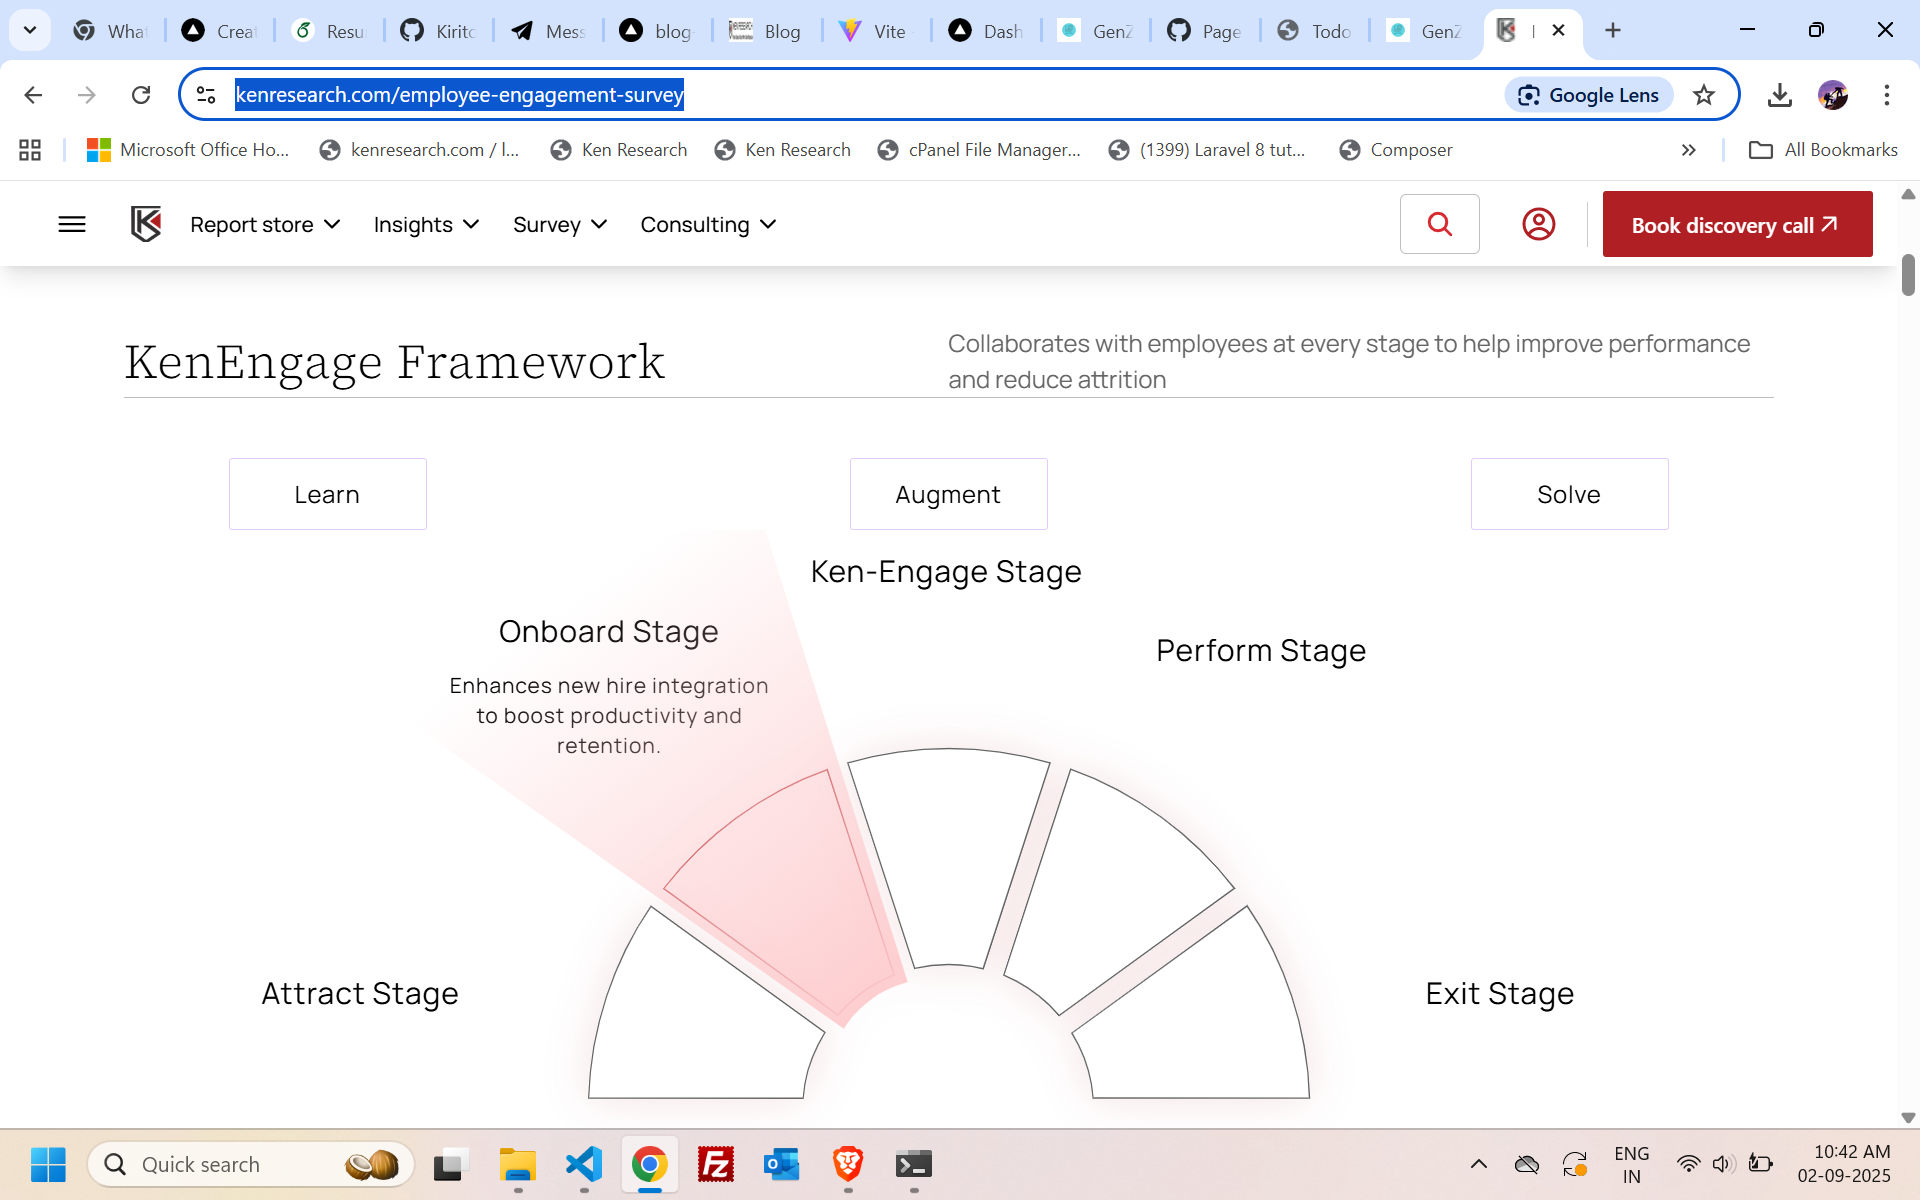 What
Creat
Resu
Kirito
Mess
blog-
Blog
Vite
Dash
GenZ
Page
Todo
GenZ
kenresearch.com/employee-engagement-survey
Google Lens
Microsoft Office Ho...
kenresearch.com / l...
Ken Research
Ken Research
cPanel File Manager...
(1399) Laravel 8 tut...
Composer
All Bookmarks
Report store
Insights
Survey
Consulting
Book discovery call
KenEngage Framework
Collaborates with employees at every stage to help improve performance
and reduce attrition
Learn
Augment
Solve
Ken-Engage Stage
Onboard Stage
Enhances new hire integration
to boost productivity and
retention.
Perform Stage
Attract Stage
Exit Stage
Quick search
ENG
IN
10:42 AM
02-09-2025